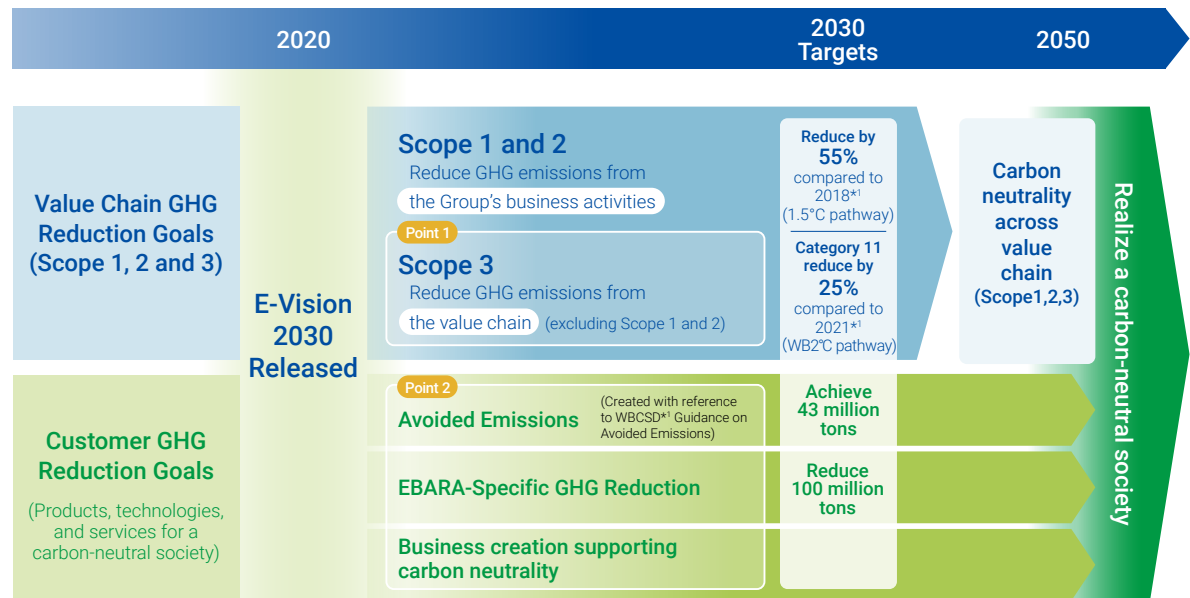 2020
2030
Targets
2050
Value Chain GHG
Reduction Goals
(Scope 1, 2 and 3)
E-Vision
2030
Released
Scope 1 and 2
Reduce GHG emissions from
the Group's business activities
Point 1
Scope 3
Reduce GHG emissions from
the value chain (excluding Scope 1 and 2)
Reduce by
55%
compared to
2018*1
(1.5°C pathway)
Category 11
reduce by
25%
compared to
2021*1
(WB2℃ pathway)
Carbon
neutrality
across
value
chain
(Scope1,2,3)
Realize a carbon-neutral society
Customer GHG
Reduction Goals
(Products, technologies,
and services for a
carbon-neutral society)
Point 2
Avoided Emissions
(Created with reference
to WBCSD*1 Guidance on
Avoided Emissions)
Achieve
43 million
tons
EBARA-Specific GHG Reduction
Reduce
100 million
tons
Business creation supporting
carbon neutrality